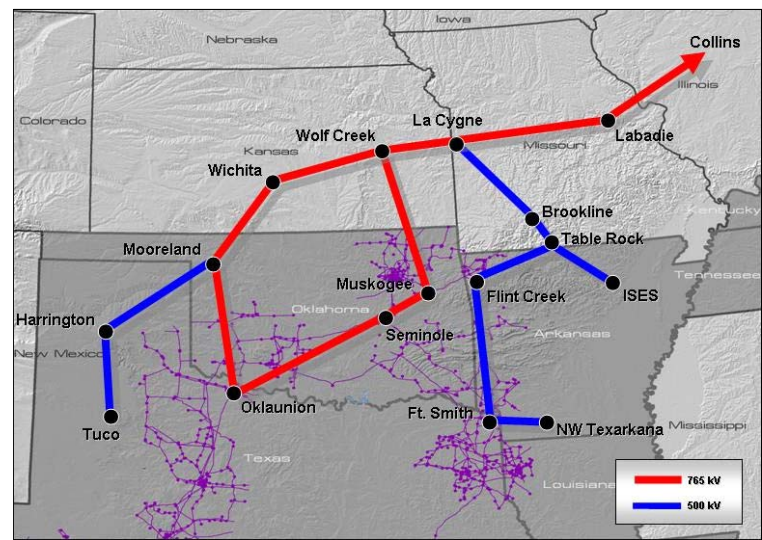 Iowa
Nebraska
Collins
Illinois
Colorado
La Cygne
Wolf Creek
Labadie
Kansas
Missouri
Wichita
Kentucky
Brookline
Table Rock
Mooreland
Tennessee
Muskogee
Flint Creek
ISES
Oklahoma
Harrington
Seminole
Arkansas
New Mexico
Oklaunion
Ft. Smith
NW Texarkana
Tuco
Mississippi
Texas
Louisiana
765 kV
500 kV